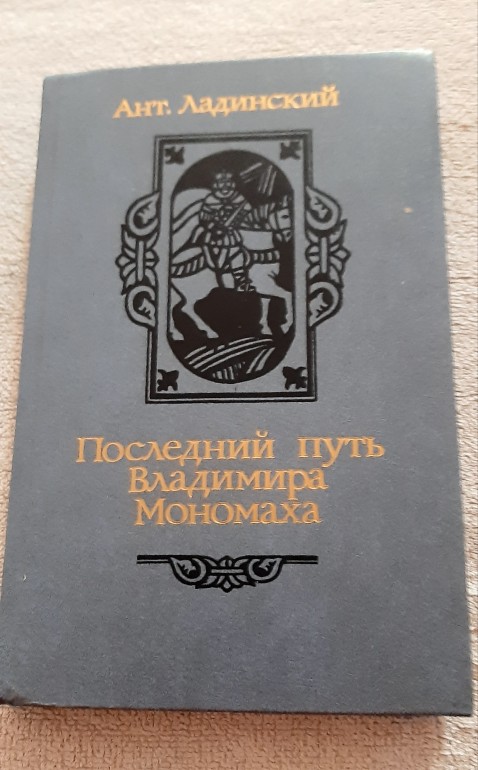 Ант. Ладинский
Последний путь
Владимира
Мономаха